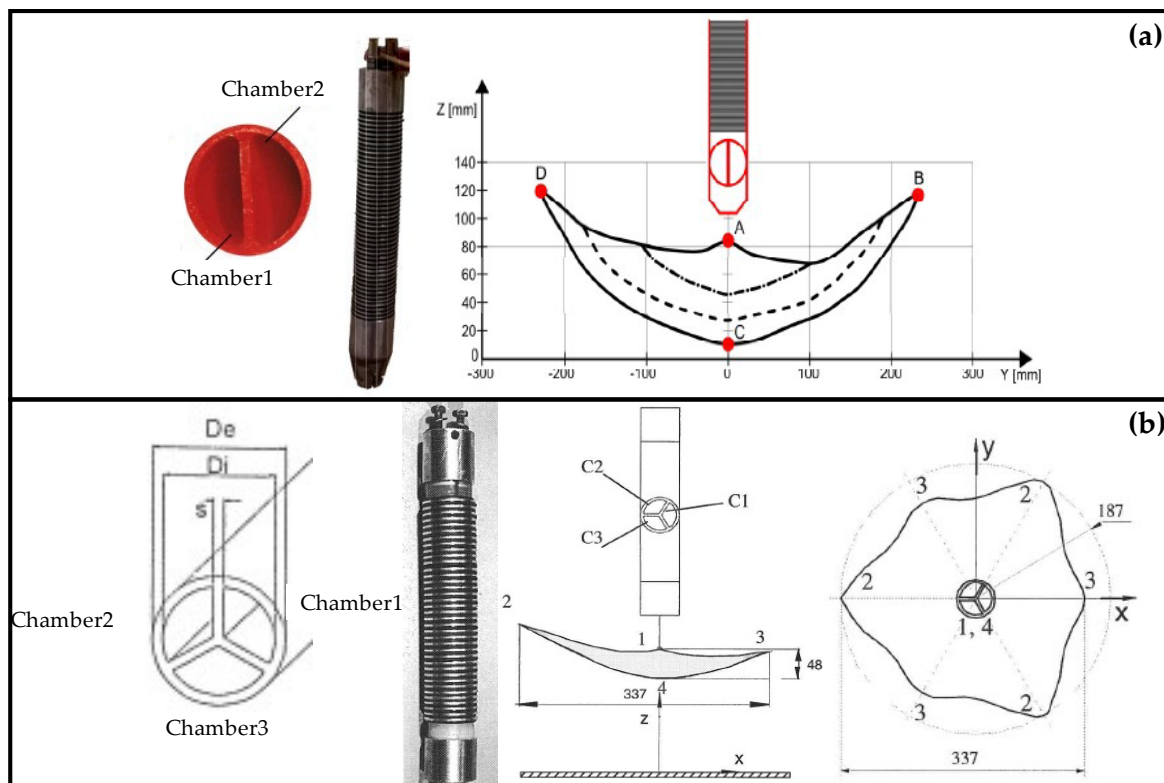 (a)
Chamber2
Chamber1
Z [mm]
140
120
100
80
60
40
20
0
D
B
A
C
-300
-200
-100
0
100
200
300
Y [mm]
(b)
De
Di
s
Chamber2
Chamber1
Chamber3
C2
C1
C3
2
1
3
4
48
337
z
x
y
3
2
187
2
3
x
1, 4
3
2
337